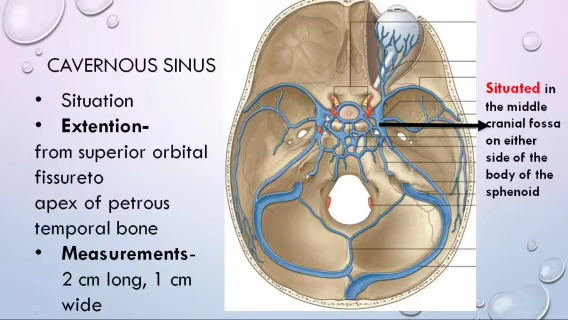 CAVERNOUS SINUS
• Situation
• Extention-
from superior orbital
fissureto
apex of petrous
temporal bone
• Measurements-
2 cm long, 1 cm
wide
Situated in
the middle
cranial fossa
on either
side of the
body of the
sphenoid